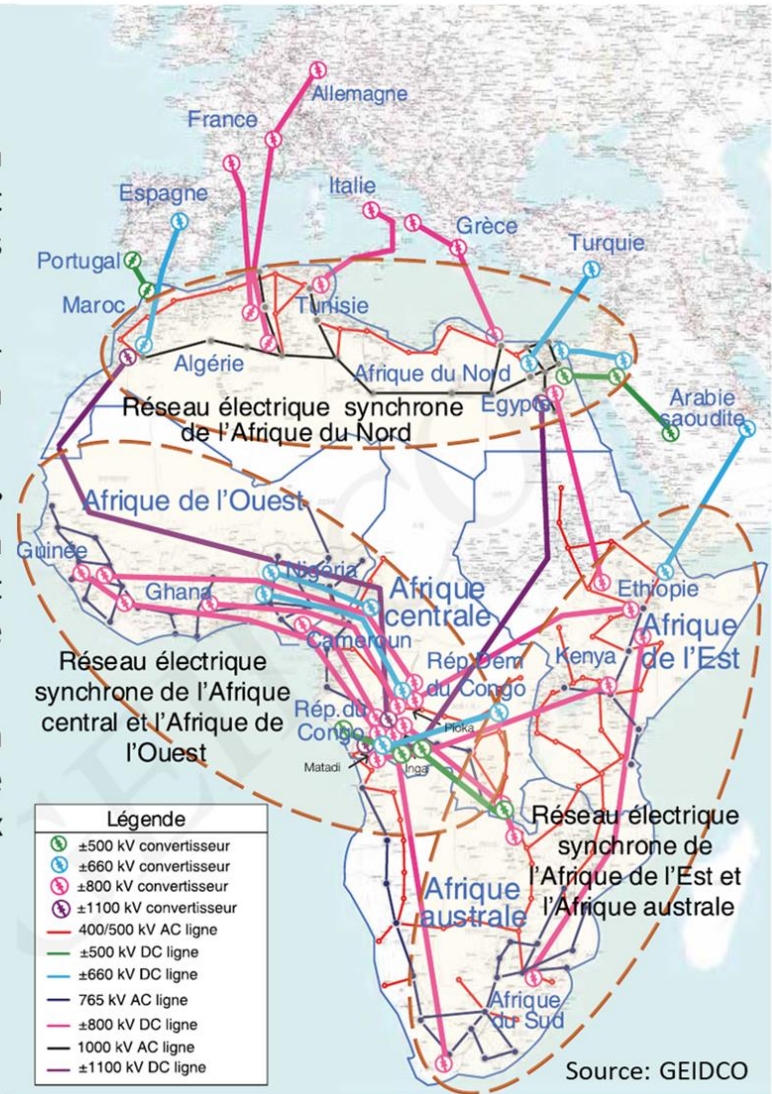 Allemagne
France
Espagne
Italie
Grèce
Turquie
Portugal
Maroc
Tunisie
Algérie
Afrique du Nord
Egypte
Arabie
saoudite
Réseau électrique synchrone
de l'Afrique du Nord
Afrique de l'Ouest
Guinée
Ghana
Nigéria
Afrique
centrale
Cameroun
Ethiopie
Afrique
de l'Est
Kenya
Rép Dem
du Congo
Rép. du
Congo
Pioka
Matadi
Inga
Réseau électrique
synchrone de l'Afrique
central et l'Afrique de
l'Ouest
Réseau électrique
synchrone de
l'Afrique de l'Est et
l'Afrique australe
Afrique
australe
Afrique
du Sud
Légende
±500 kV convertisseur
±660 kV convertisseur
±800 kV convertisseur
±1100 kV convertisseur
400/500 kV AC ligne
±500 kV DC ligne
±660 kV DC ligne
765 kV AC ligne
±800 kV DC ligne
1000 kV AC ligne
±1100 kV DC ligne
Source: GEIDCO